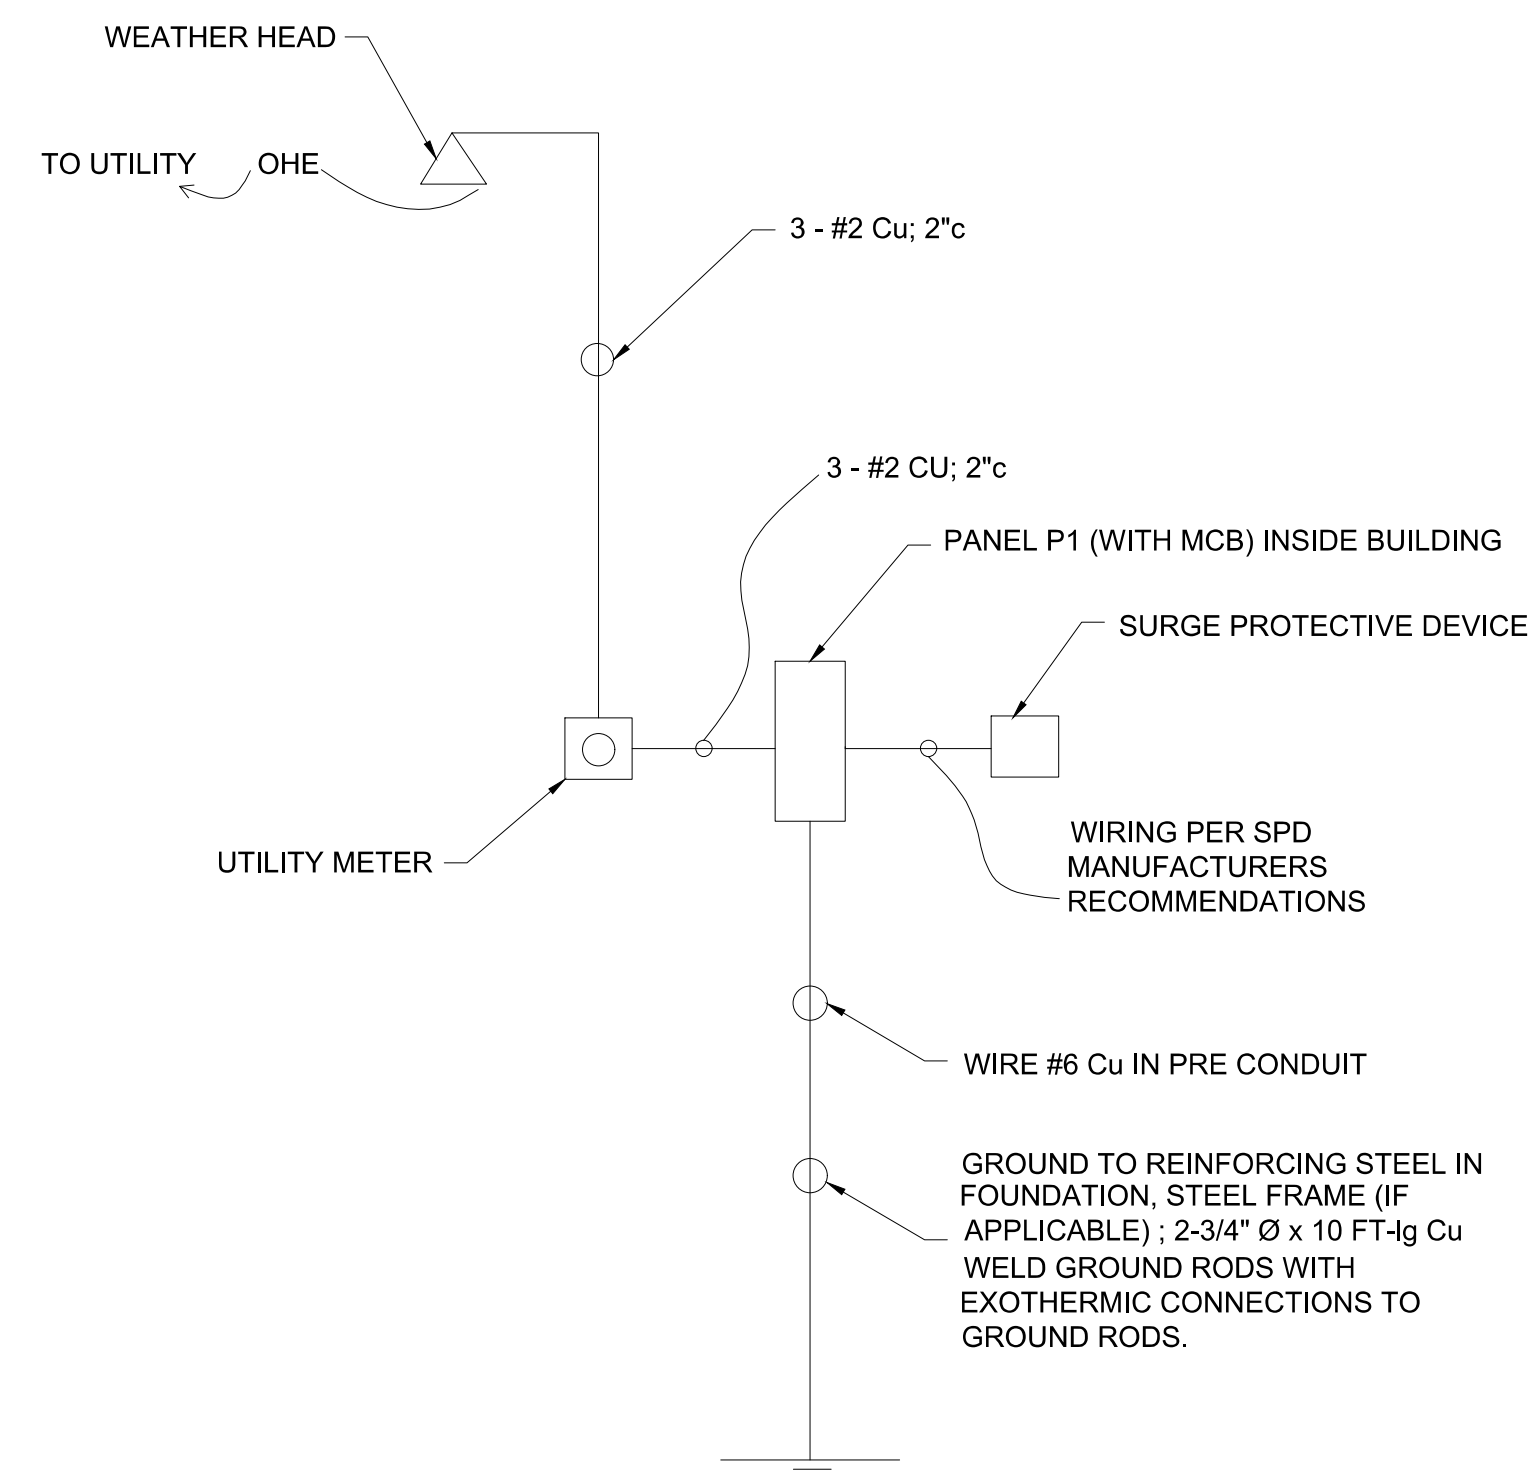 WEATHER HEAD
TO UTILITY OHE
3 - #2 Cu; 2"c
3 - #2 CU; 2"c
PANEL P1 (WITH MCB) INSIDE BUILDING
SURGE PROTECTIVE DEVICE
UTILITY METER
WIRING PER SPD
MANUFACTURERS
RECOMMENDATIONS
WIRE #6 Cu IN PRE CONDUIT
GROUND TO REINFORCING STEEL IN
FOUNDATION, STEEL FRAME (IF
APPLICABLE) ; 2-3/4" Ø x 10 FT-lg Cu
WELD GROUND RODS WITH
EXOTHERMIC CONNECTIONS TO
GROUND RODS.